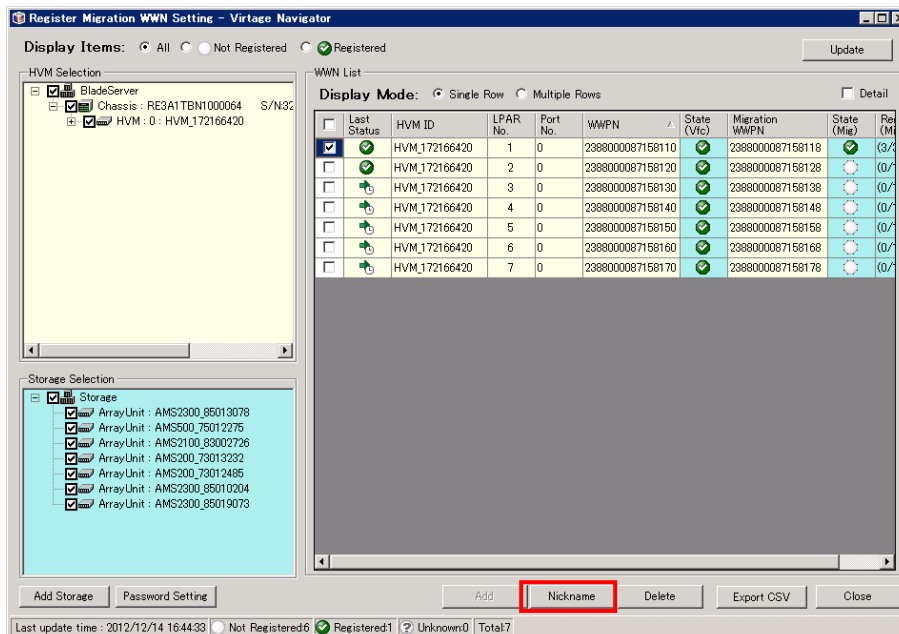 Register Migration WWN Setting - Virtage Navigator
Display Items: All Not Registered Registered
Update
HVM Selection
BladeServer
Chassis : RE3A1TBN1000064 S/N:32
HVM : 0 : HVM_172166420
Storage Selection
Storage
ArrayUnit : AMS2300_85013078
ArrayUnit : AMS500_75012275
ArrayUnit : AMS2100_83002726
ArrayUnit : AMS200_73013232
ArrayUnit : AMS200_73012485
ArrayUnit : AMS2300_85010204
ArrayUnit : AMS2300_85019073
WWN List
Display Mode: Single Row Multiple Rows Detail
Last Status HVM ID LPAR No. Port No. WWPN State (Vfc) Migration WWPN State (Mig)
HVM_172166420 1 0 2388000087158110 2388000087158118
HVM_172166420 2 0 2388000087158120 2388000087158128 (0/
HVM_172166420 3 0 2388000087158130 2388000087158138 (0/
HVM_172166420 4 0 2388000087158140 2388000087158148 (0/
HVM_172166420 5 0 2388000087158150 2388000087158158 (0/
HVM_172166420 6 0 2388000087158160 2388000087158168 (0/
HVM_172166420 7 0 2388000087158170 2388000087158178 (0/
Add Storage Password Setting Add Nickname Delete Export CSV Close
Last update time : 2012/12/14 16:44:33 Not Registered:6 Registered:1 Unknown:0 Total:7